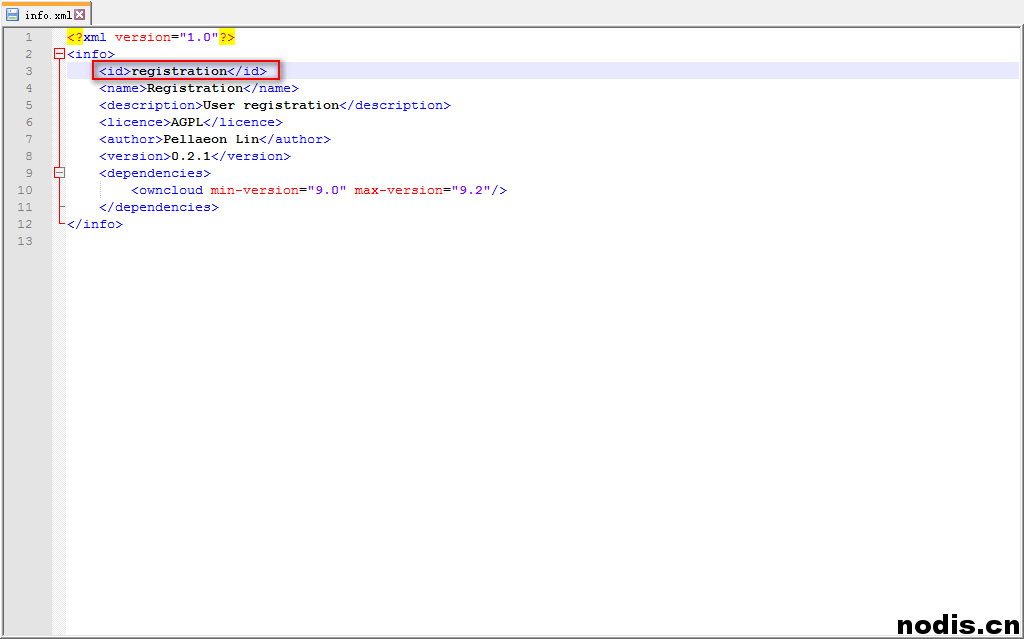 info.xml
1 <?xml version="1.0"?>
2 <info>
3 <id>registration</id>
4 <name>Registration</name>
5 <description>User registration</description>
6 <licence>AGPL</licence>
7 <author>Pellaeon Lin</author>
8 <version>0.2.1</version>
9 <dependencies>
10 <owncloud min-version="9.0" max-version="9.2"/>
11 </dependencies>
12 </info>
13
nodis.cn